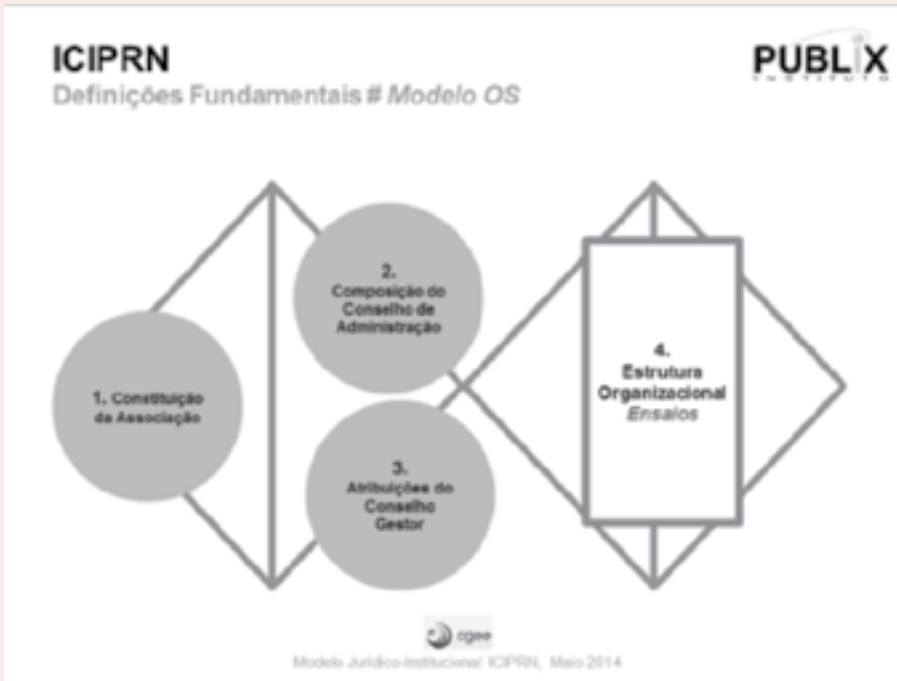 ICIPRN
Definições Fundamentais # Modelo OS
PUBLIX
INSTITUTO
1. Constituição
da Associação
2.
Composição do
Conselho de
Administração
3.
Atribuições do
Conselho
Gestor
4.
Estrutura
Organizacional
Ensaios
cgee
Modelo Jurídico-Institucional ICIPRN, Maio 2014